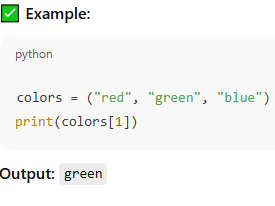 ✅ Example:
python
colors = ("red", "green", "blue")
print(colors[1])
Output: green